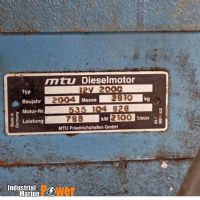 mtu Dieselmotor
Typ 12V 2000
Baujahr 2004 Masse 2810 kg
Motor-Nr. 535 104 828
Leistung 788 kW 2100 1/min
MTU Friedrichshafen GmbH
Industrial
Marine Power